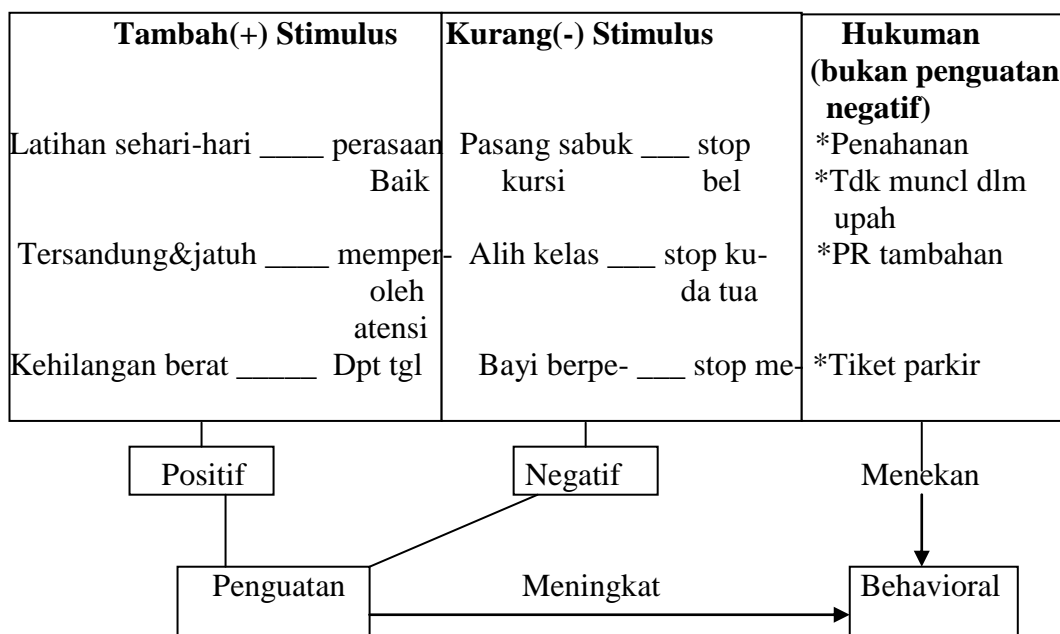 Tambah(+) Stimulus
Latihan sehari-hari ____ perasaan
Baik
Tersandung&jatuh ____ memper-
oleh
atensi
Kehilangan berat _____ Dpt tgl
Kurang(-) Stimulus
Pasang sabuk ___ stop
kursi bel
Alih kelas ___ stop ku-
da tua
Bayi berpe- ___ stop me-
Hukuman
(bukan penguatan
negatif)
*Penahanan
*Tdk muncl dlm
upah
*PR tambahan
*Tiket parkir
Positif
Negatif
Menekan
Penguatan
Meningkat
Behavioral